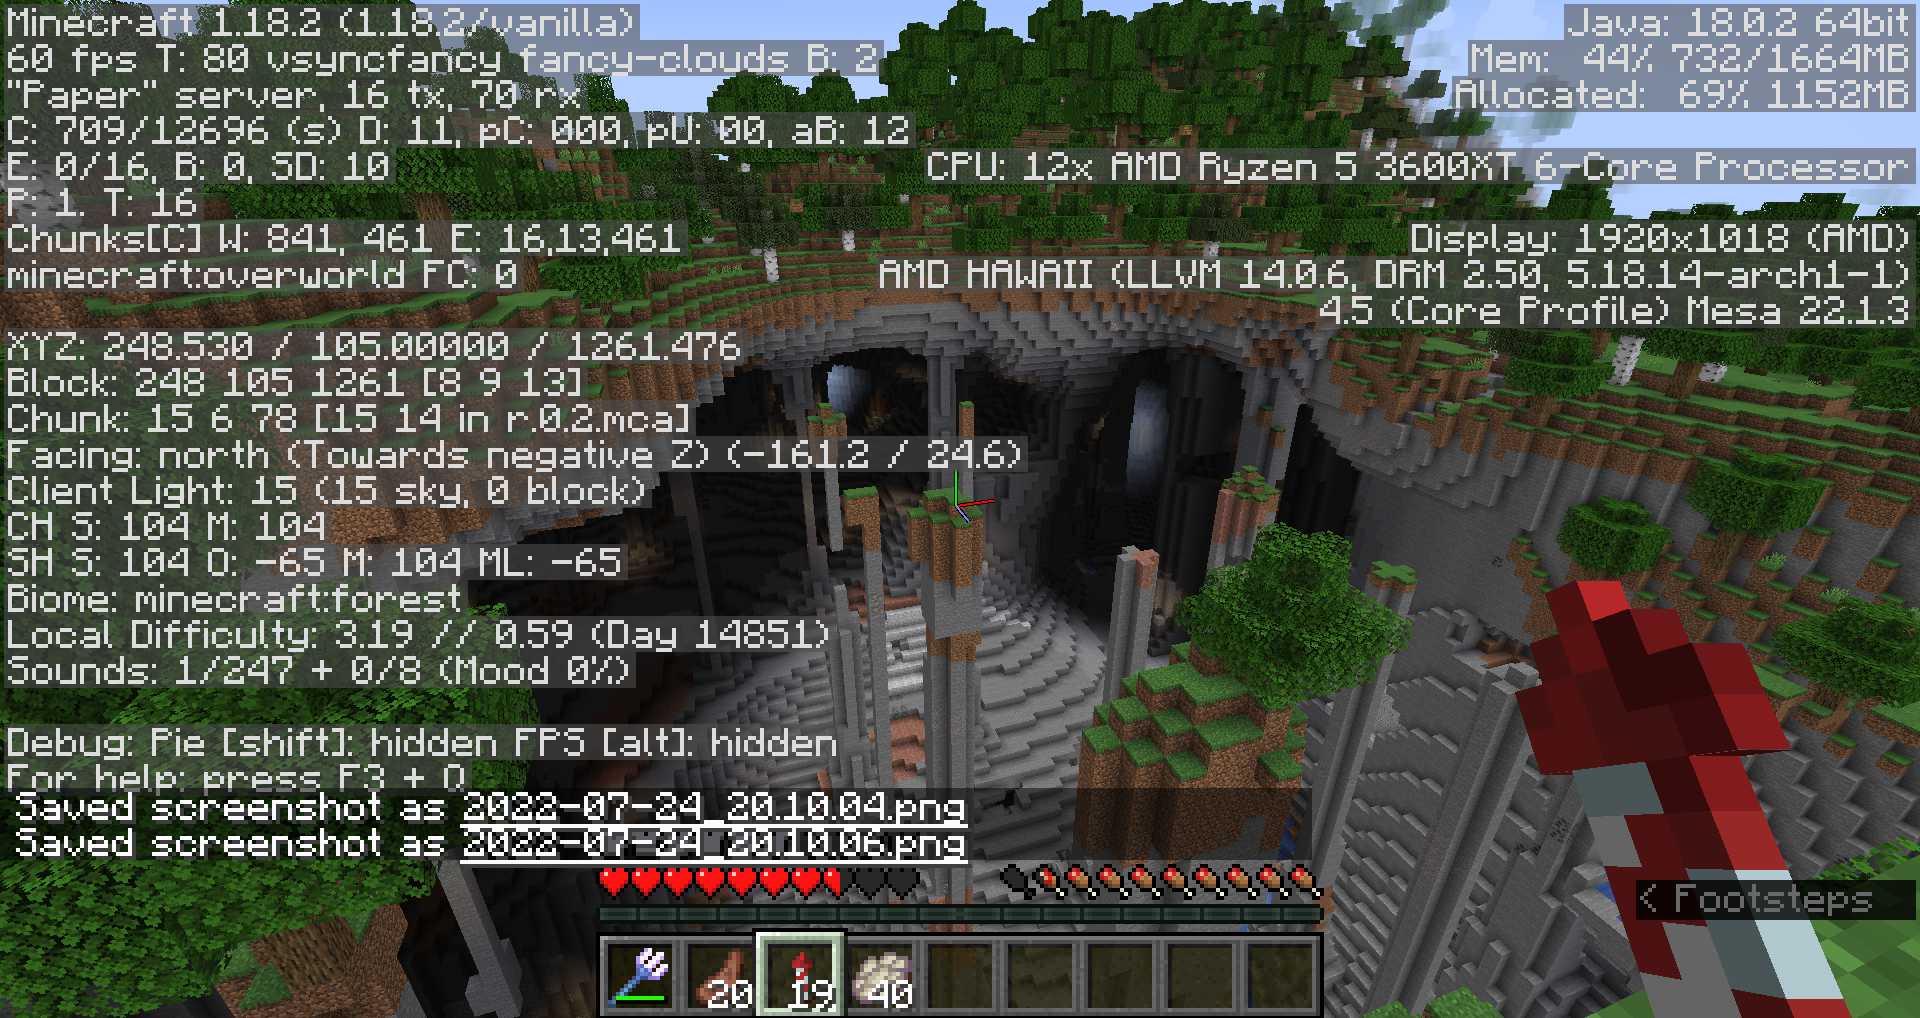 Minecraft 1.18.2 (1.18.2/vanilla)
60 fps T: 80 vsyncfancy fancy-clouds B: 2
"Paper" server, 16 tx, 70 rx
C: 709/12696 (s) D: 11, pC: 000, pU: 00, aB: 12
E: 0/16, B: 0, SD: 10
P: 1. T: 16
Chunks[C] W: 841, 461 E: 16,13,461
minecraft:overworld FC: 0
XYZ: 248.530 / 105.00000 / 1261.476
Block: 248 105 1261 [8 9 13]
Chunk: 15 6 78 [15 14 in r.0.2.mca]
Facing: north (Towards negative Z) (-161.2 / 24.6)
Client Light: 15 (15 sky, 0 block)
CH S: 104 M: 104
SH S: 104 O: -65 M: 104 ML: -65
Biome: minecraft:forest
Local Difficulty: 3.19 // 0.59 (Day 14851)
Sounds: 1/247 + 0/8 (Mood 0%)
Debug: Pie [shift]: hidden FPS [alt]: hidden
For help: press F3 + Q
Java: 18.0.2 64bit
Mem: 44% 732/1664MB
Allocated: 69% 1152MB
CPU: 12x AMD Ryzen 5 3600XT 6-Core Processor
Display: 1920x1018 (AMD)
AMD HAWAII (LLVM 14.0.6, DRM 2.50, 5.18.14-arch1-1)
4.5 (Core Profile) Mesa 22.1.3
Saved screenshot as 2022-07-24_20.10.04.png
Saved screenshot as 2022-07-24_20.10.06.png
< Footsteps
20
19
40